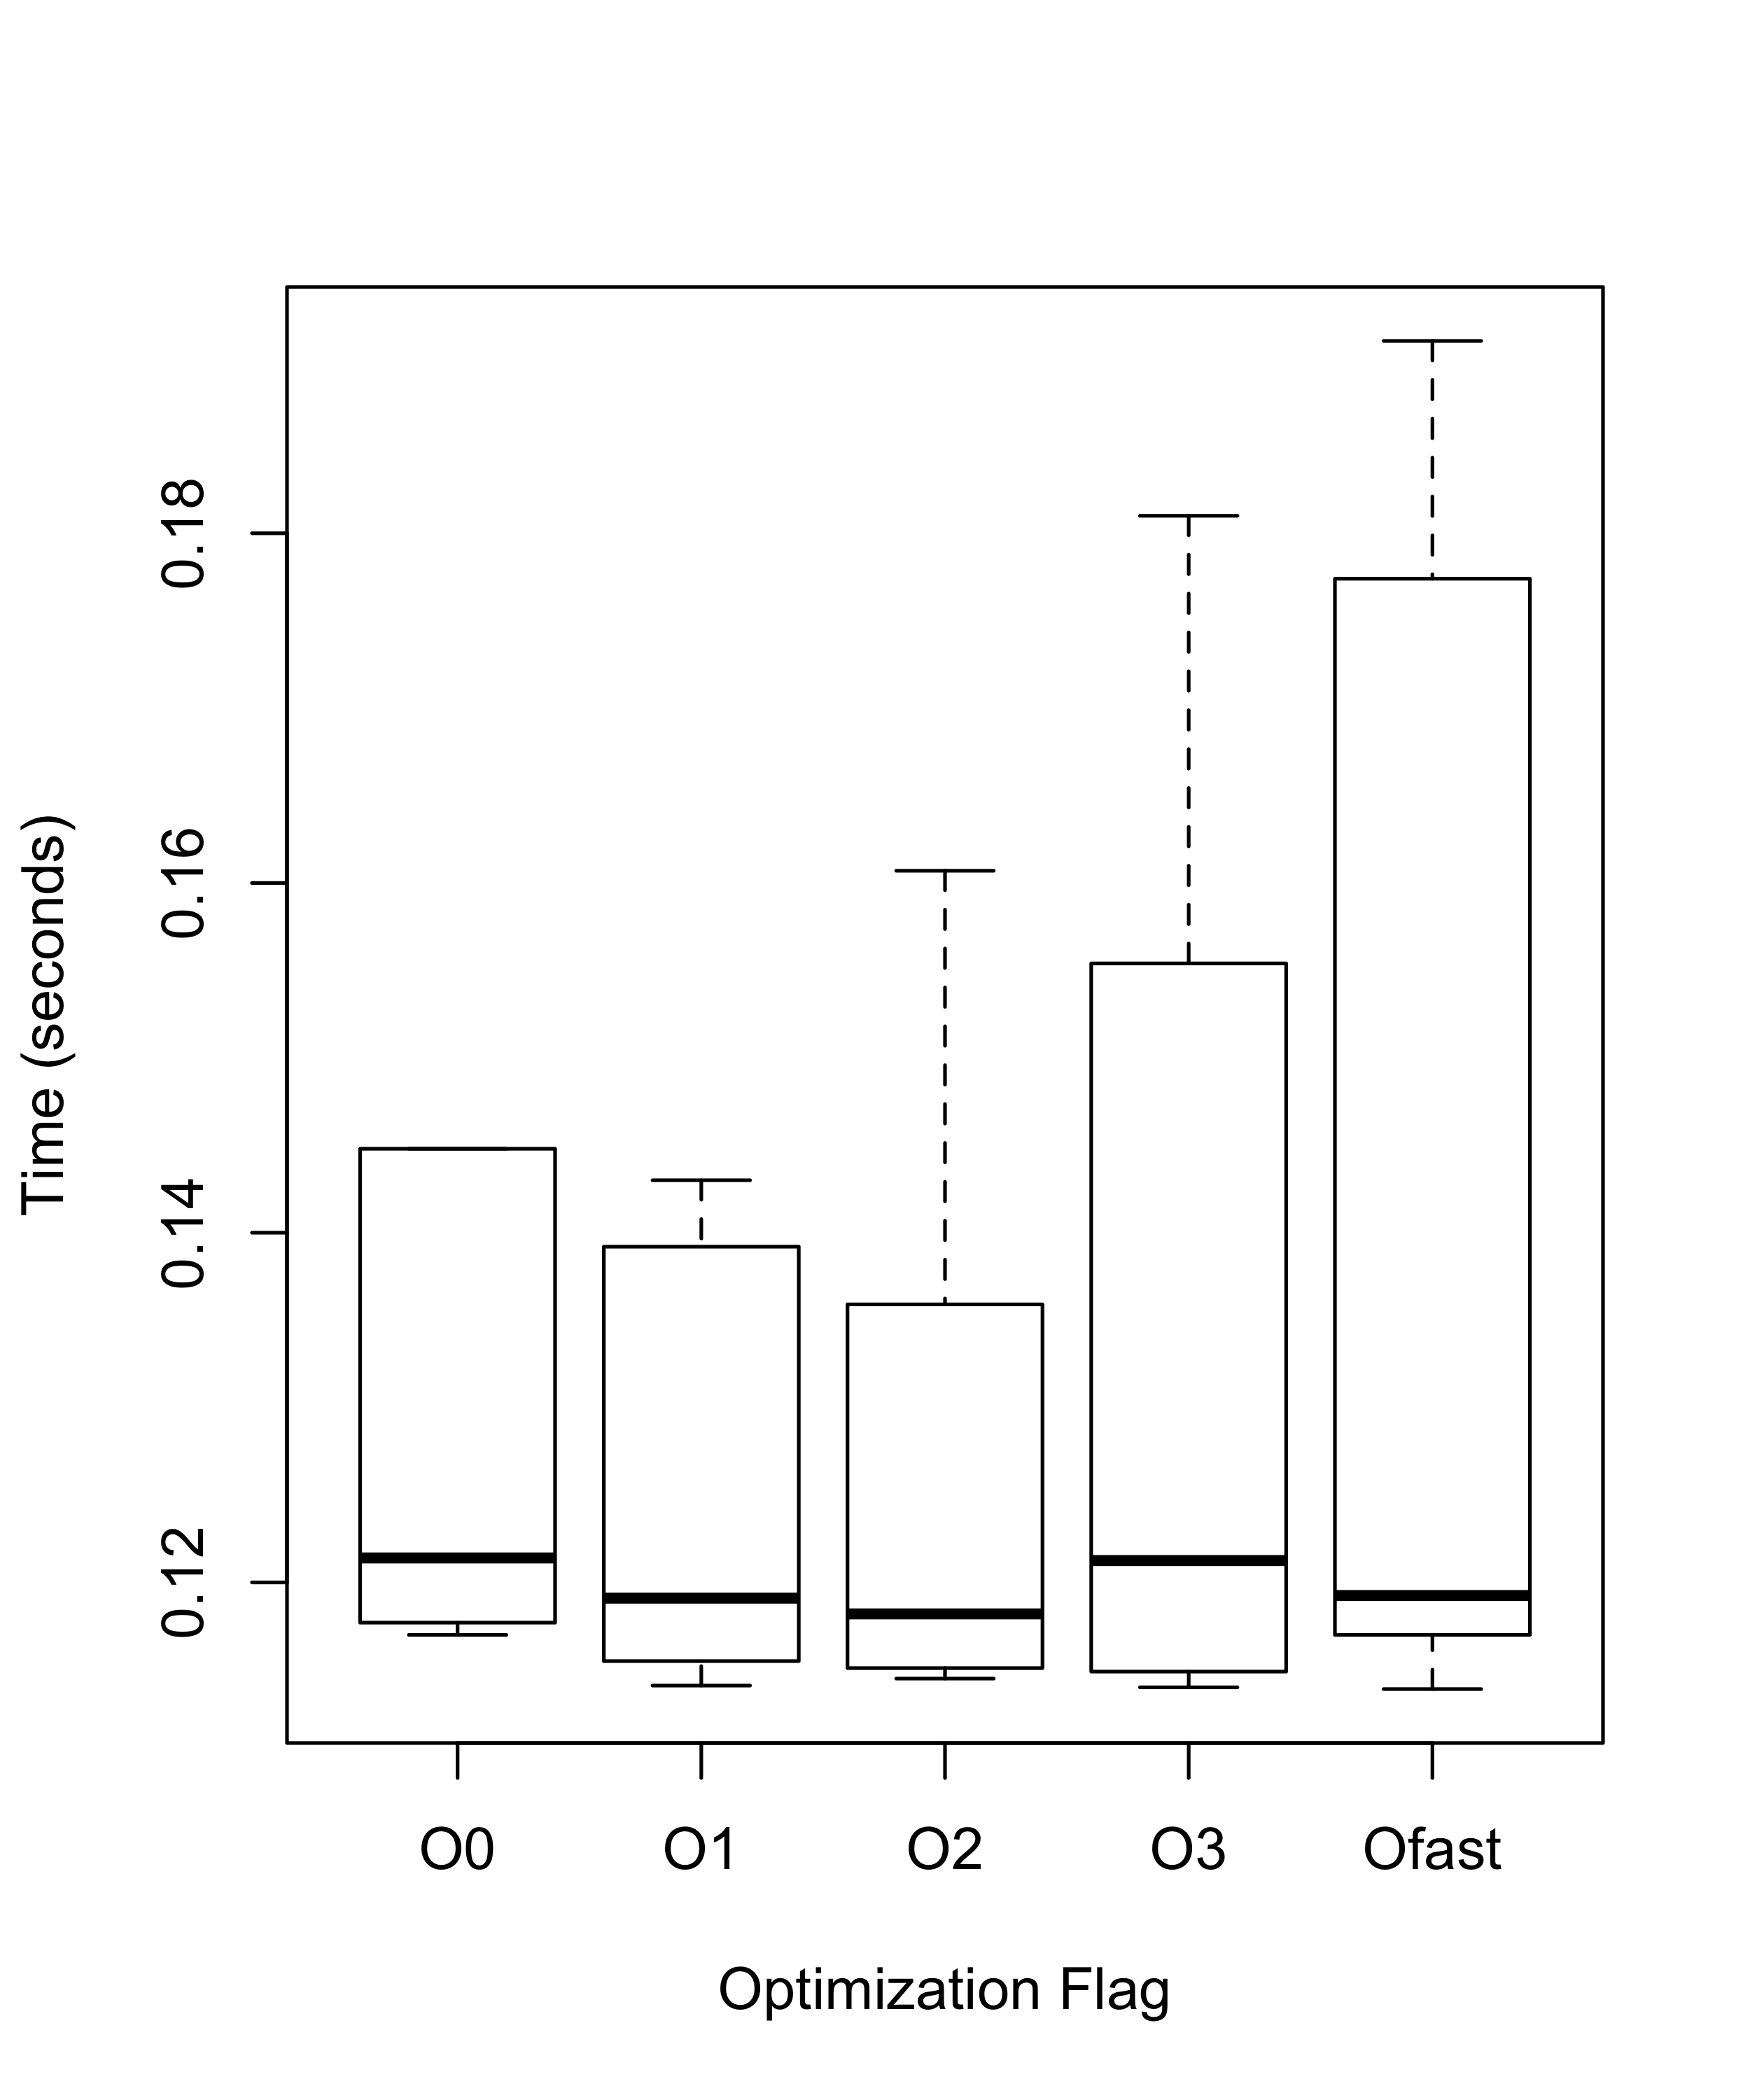 Time (seconds)
0.18
0.16
0.14
0.12
O0 O1 O2 O3 Ofast
Optimization Flag